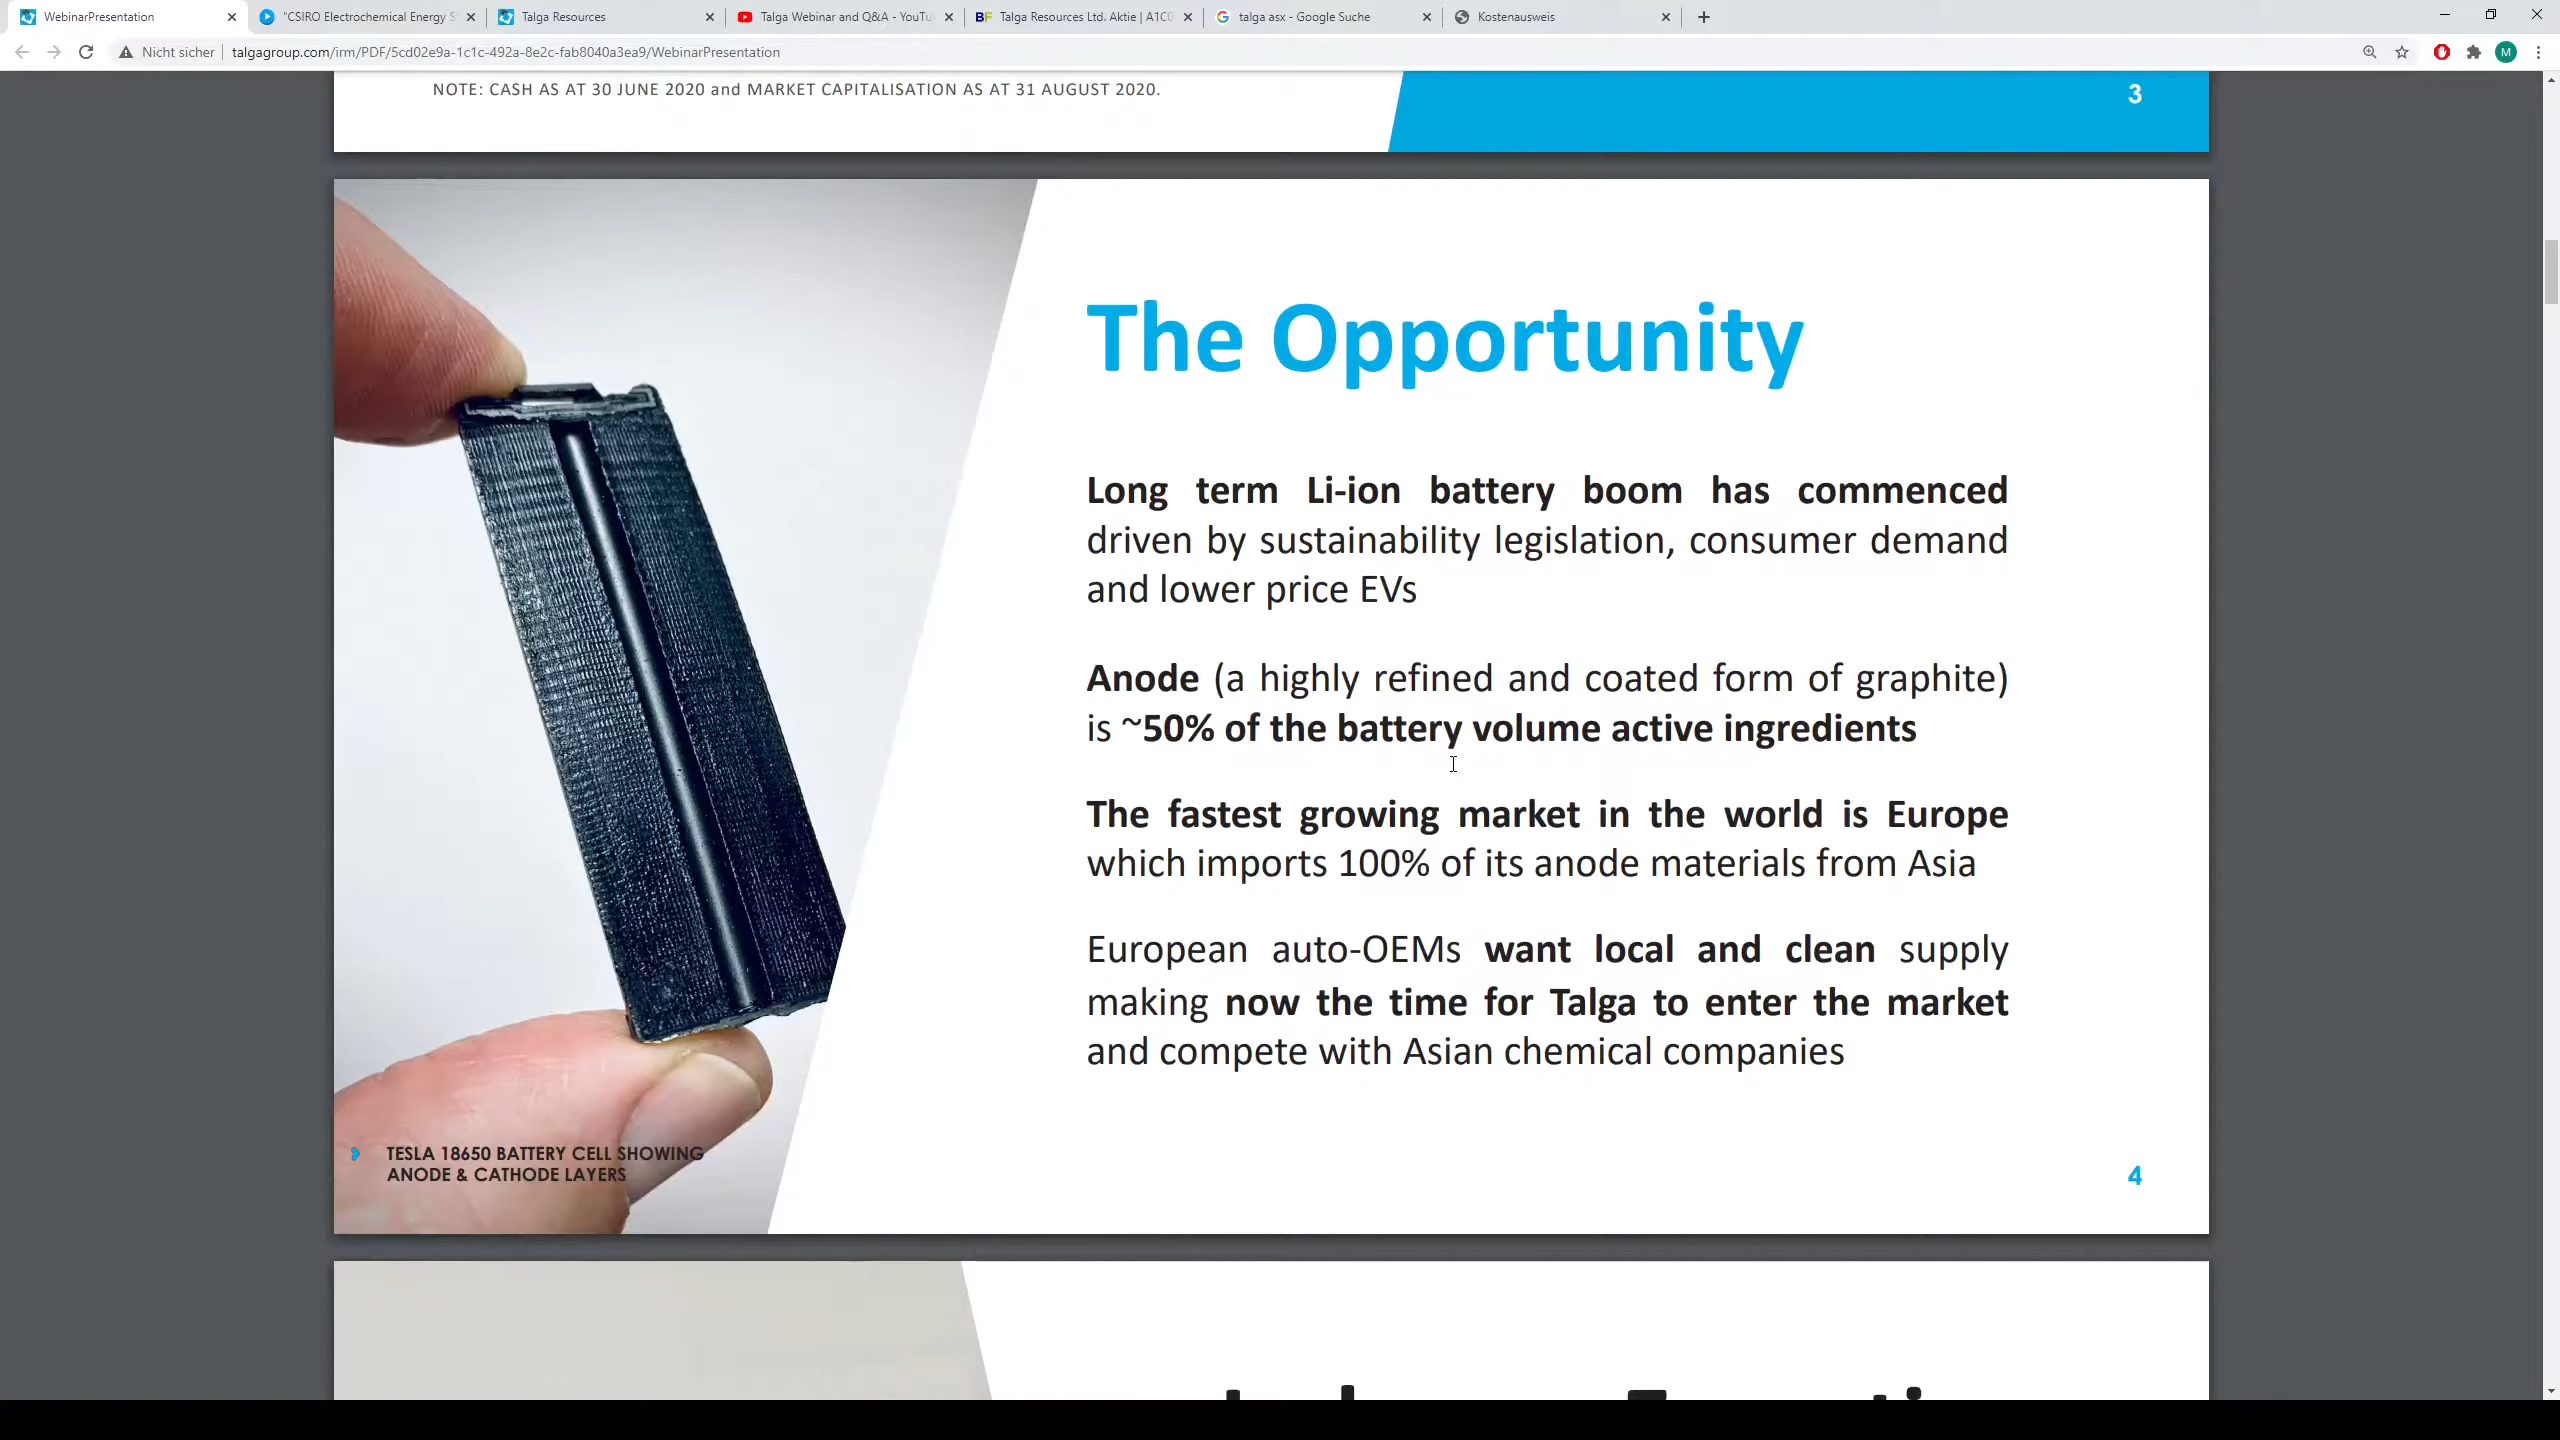 WebinarPresentation
"CSIRO Electrochemical Energy S
Talga Resources
Talga Webinar and Q&A - YouTu
BF Talga Resources Ltd. Aktie | A1C0
talga asx - Google Suche
Kostenausweis
Nicht sicher
talgagroup.com/irm/PDF/5cd02e9a-1c1c-492a-8e2c-fab8040a3ea9/WebinarPresentation
M
NOTE: CASH AS AT 30 JUNE 2020 and MARKET CAPITALISATION AS AT 31 AUGUST 2020.
3
The Opportunity
Long term Li-ion battery boom has commenced
driven by sustainability legislation, consumer demand
and lower price EVs
Anode (a highly refined and coated form of graphite)
is ~50% of the battery volume active ingredients
The fastest growing market in the world is Europe
which imports 100% of its anode materials from Asia
European auto-OEMs want local and clean supply
making now the time for Talga to enter the market
and compete with Asian chemical companies
TESLA 18650 BATTERY CELL SHOWING
ANODE & CATHODE LAYERS
4